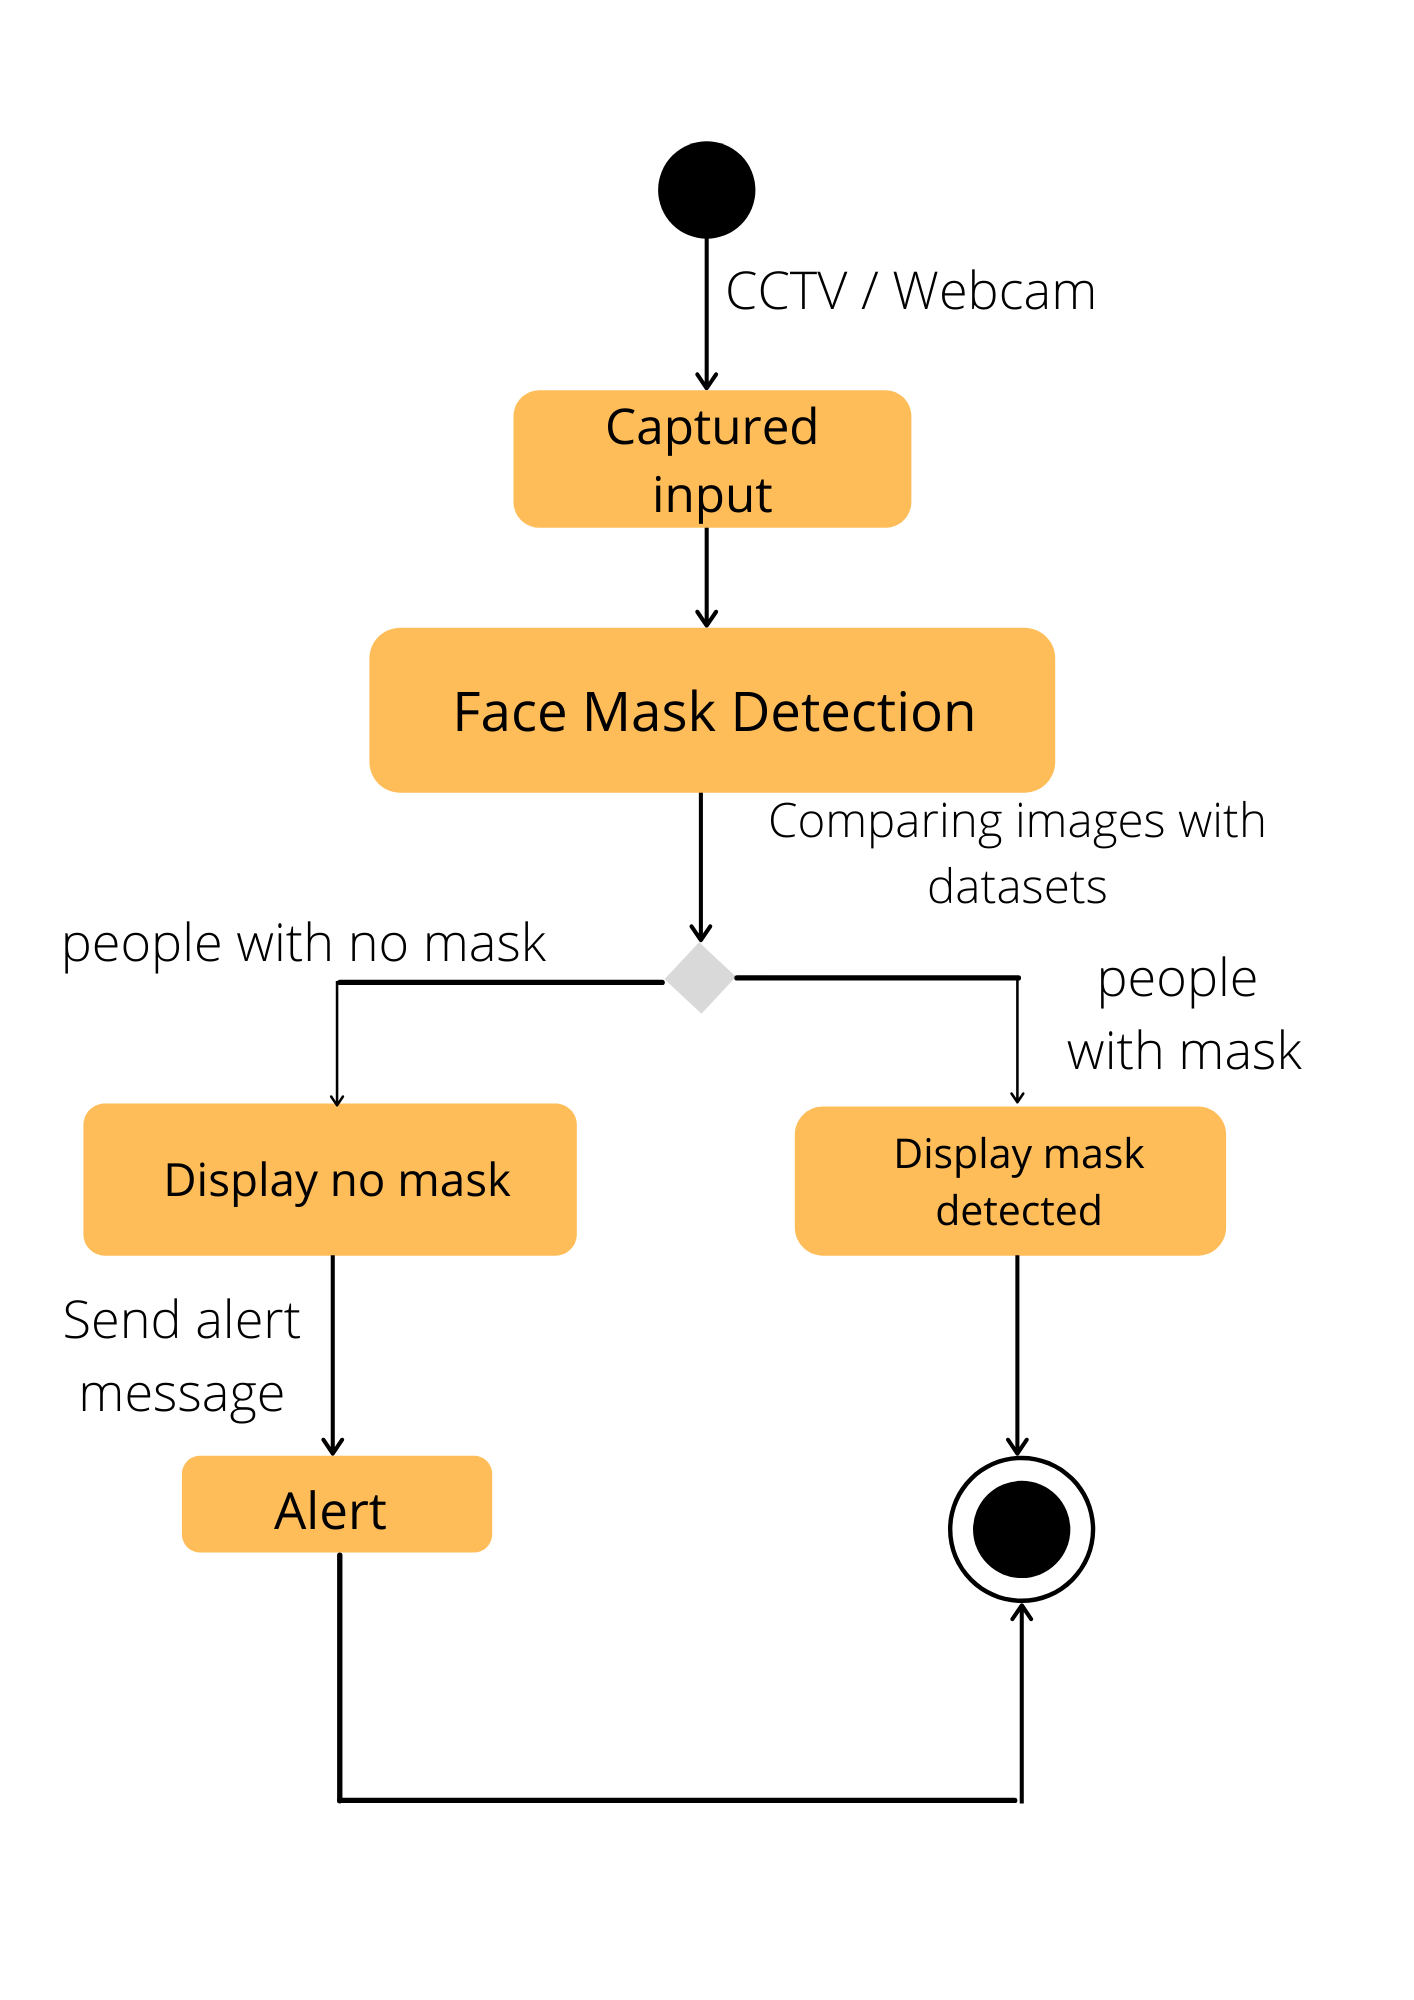 CCTV / Webcam
Captured
input
Face Mask Detection
Comparing images with
datasets
people with no mask
people
with mask
Display no mask
Display mask
detected
Send alert
message
Alert